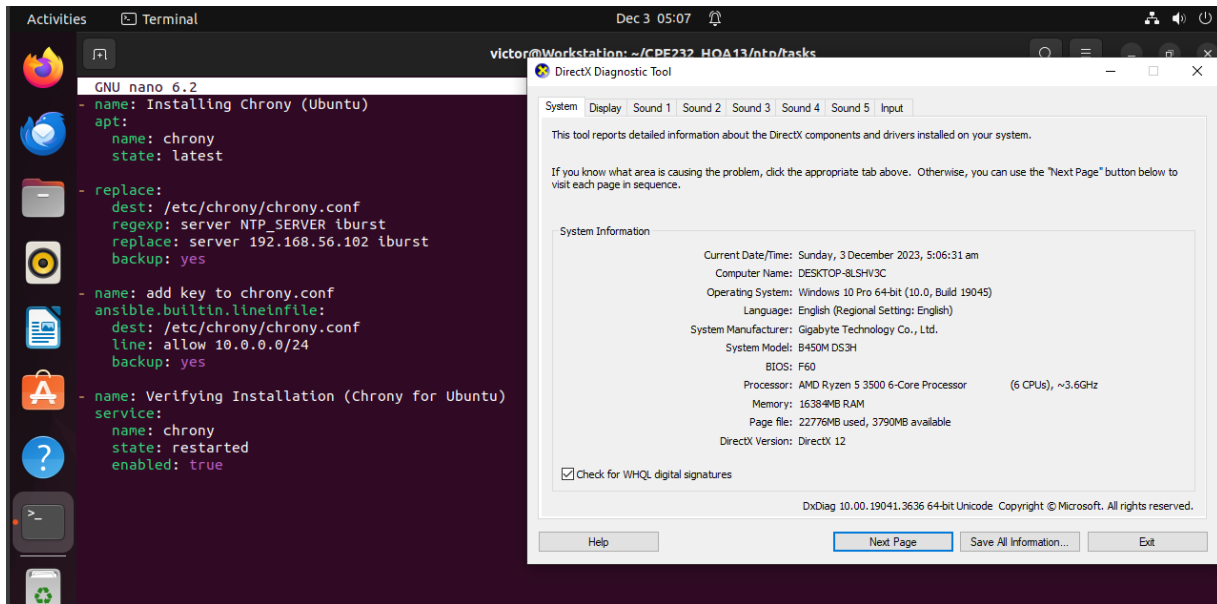 Activities
Terminal
Dec 3 05:07
victor@Workstation: ~/CPE232_HOA13/ntp/tasks
GNU nano 6.2
- name: Installing Chrony (Ubuntu)
  apt:
    name: chrony
    state: latest
- replace:
    dest: /etc/chrony/chrony.conf
    regexp: server NTP_SERVER iburst
    replace: server 192.168.56.102 iburst
    backup: yes
- name: add key to chrony.conf
  ansible.builtin.lineinfile:
    dest: /etc/chrony/chrony.conf
    line: allow 10.0.0.0/24
    backup: yes
- name: Verifying Installation (Chrony for Ubuntu)
  service:
    name: chrony
    state: restarted
    enabled: true
DirectX Diagnostic Tool
System Display Sound 1 Sound 2 Sound 3 Sound 4 Sound 5 Input
This tool reports detailed information about the DirectX components and drivers installed on your system.
If you know what area is causing the problem, click the appropriate tab above. Otherwise, you can use the "Next Page" button below to
visit each page in sequence.
System Information
Current Date/Time: Sunday, 3 December 2023, 5:06:31 am
Computer Name: DESKTOP-8LSHV3C
Operating System: Windows 10 Pro 64-bit (10.0, Build 19045)
Language: English (Regional Setting: English)
System Manufacturer: Gigabyte Technology Co., Ltd.
System Model: B450M DS3H
BIOS: F60
Processor: AMD Ryzen 5 3500 6-Core Processor (6 CPUs), ~3.6GHz
Memory: 16384MB RAM
Page file: 22776MB used, 3790MB available
DirectX Version: DirectX 12
Check for WHQL digital signatures
DxDiag 10.00.19041.3636 64-bit Unicode Copyright © Microsoft. All rights reserved.
Help
Next Page
Save All Information...
Exit